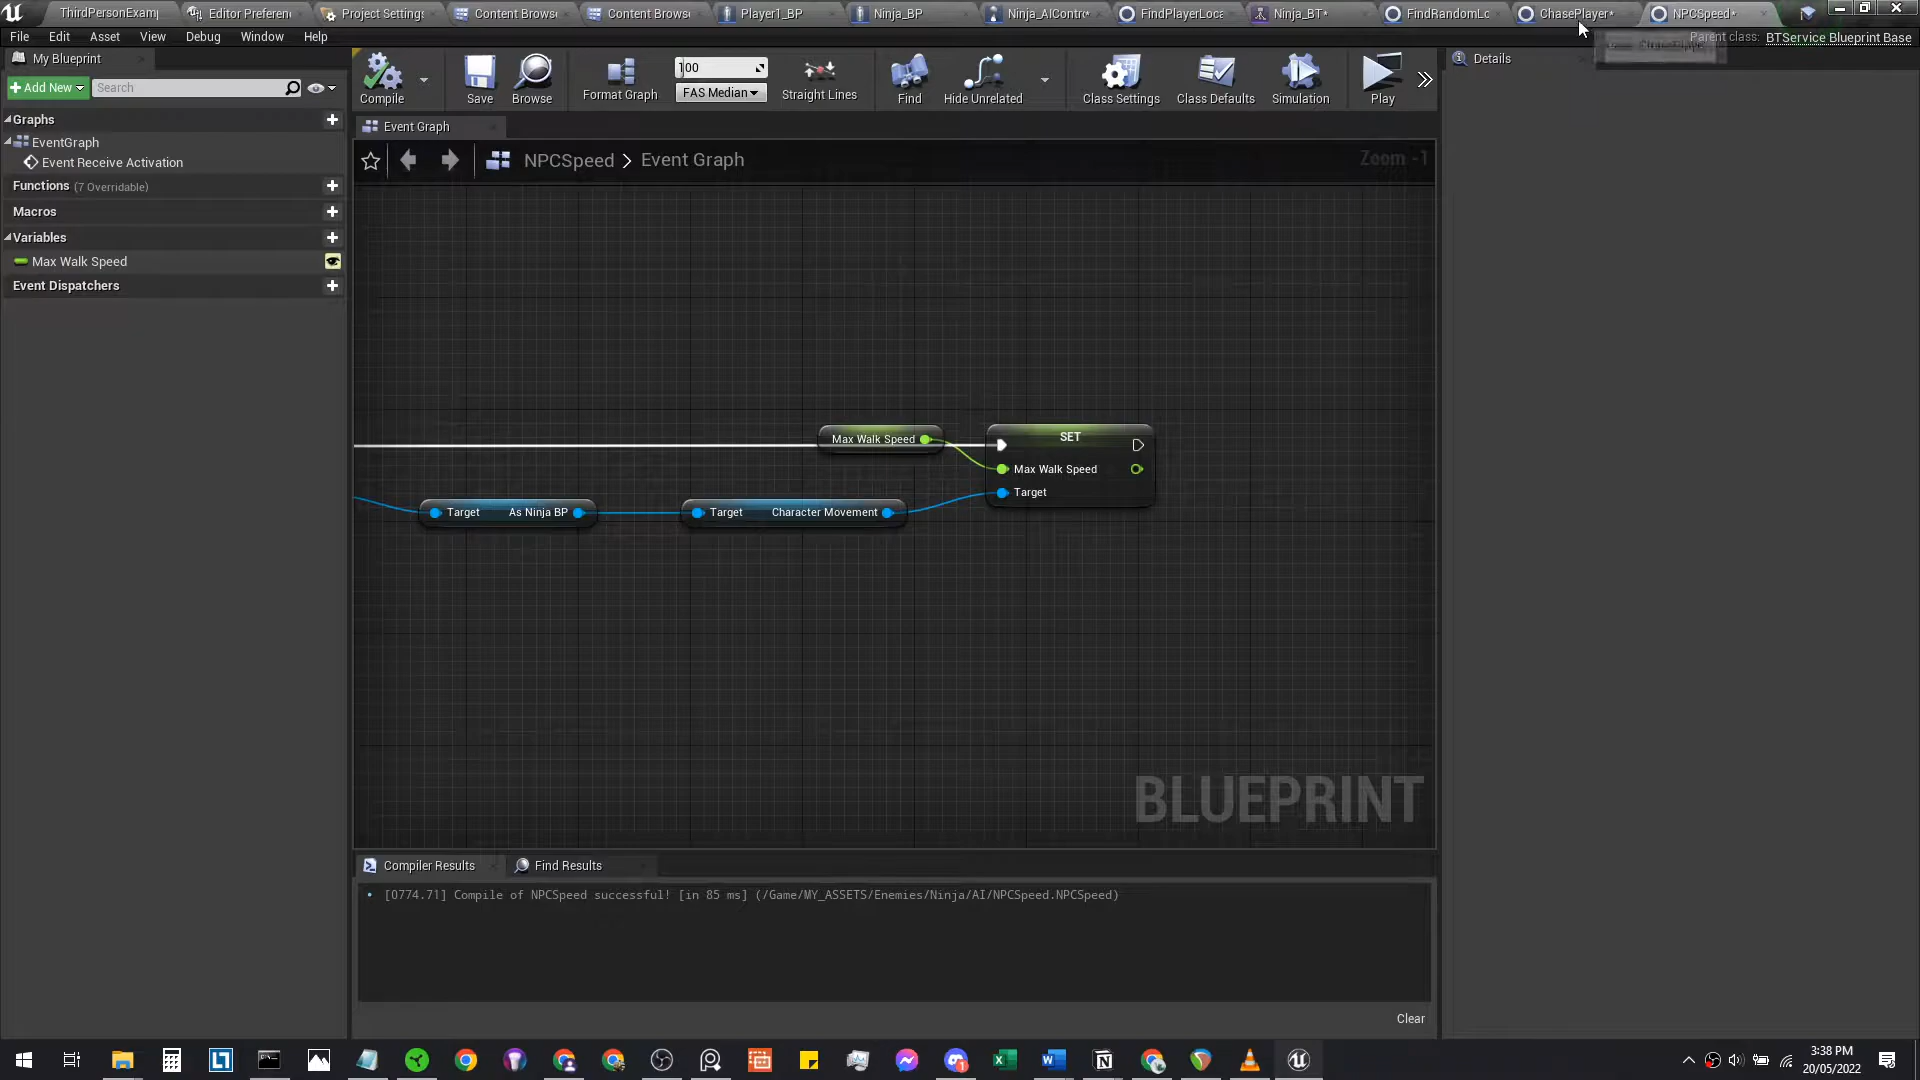 ThirdPersonExam
Editor Preferen
Project Settings
Content Brows
Content Brows
Player1_BP
Ninja_BP
Ninja_AIContro*
FindPlayerLoca
Ninja_BT*
FindRandomLo
ChasePlayer*
NPCSpeed*
File Edit Asset View Debug Window Help
Parent class: BTService Blueprint Base
My Blueprint
+Add New
Search
Graphs
EventGraph
Event Receive Activation
Functions (7 Overridable)
Macros
Variables
Max Walk Speed
Event Dispatchers
Compile
Save
Browse
Format Graph
100
FAS Median
Straight Lines
Find
Hide Unrelated
Class Settings
Class Defaults
Simulation
Play
Details
Event Graph
NPCSpeed > Event Graph
Zoom -1
Max Walk Speed
SET
Max Walk Speed
Target
Target As Ninja BP
Target Character Movement
BLUEPRINT
Compiler Results
Find Results
[0774.71] Compile of NPCSpeed successful! [in 85 ms] (/Game/MY_ASSETS/Enemies/Ninja/AI/NPCSpeed.NPCSpeed)
Clear
3:38 PM
20/05/2022